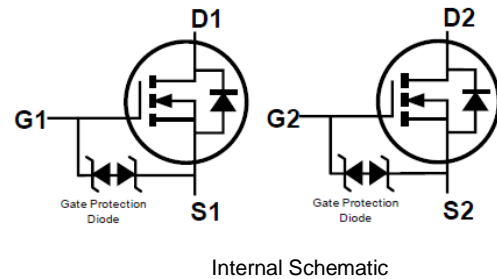 D1
D2
G1
G2
Gate Protection
Diode
Gate Protection
Diode
S1
S2
Internal Schematic